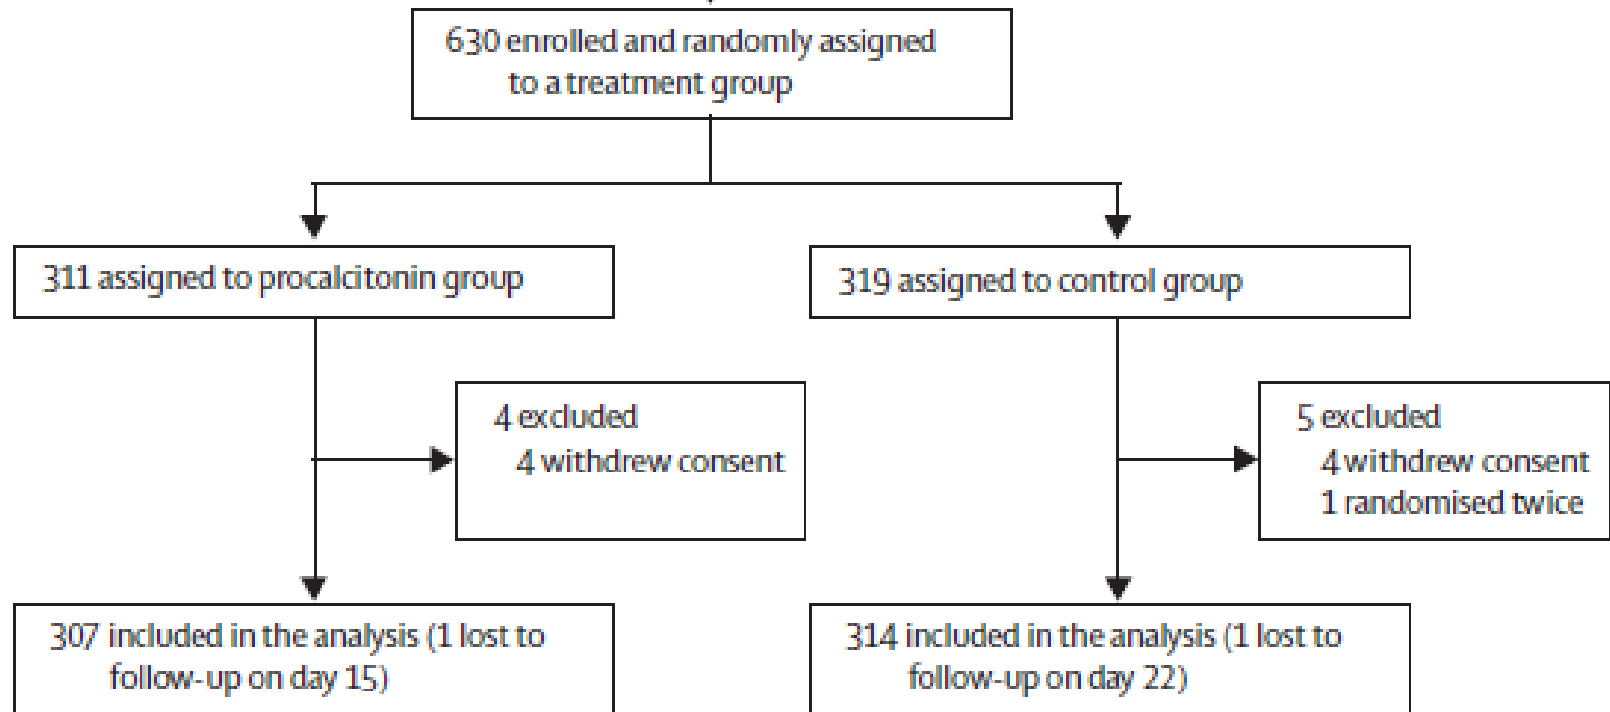 630 enrolled and randomly assigned
to a treatment group
311 assigned to procalcitonin group
319 assigned to control group
4 excluded
4 withdrew consent
5 excluded
4 withdrew consent
1 randomised twice
307 included in the analysis (1 lost to
follow-up on day 15)
314 included in the analysis (1 lost to
follow-up on day 22)